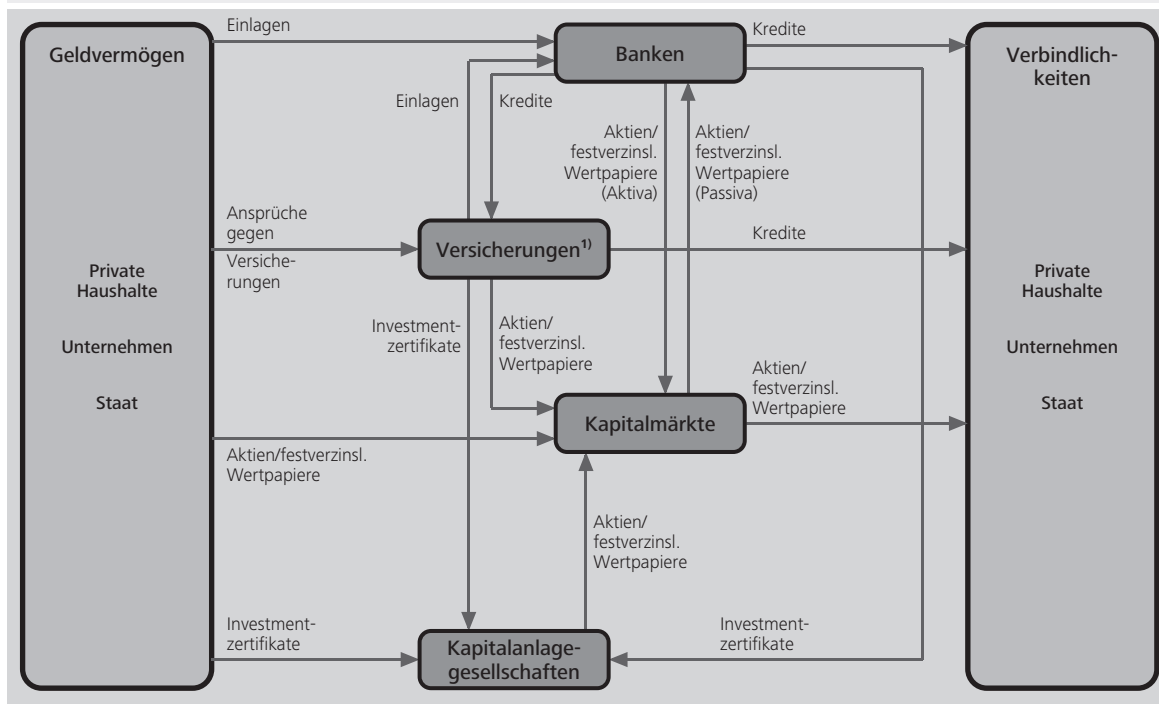 Einlagen
Geldvermögen
Banken
Kredite
Verbindlich-
keiten
Einlagen
Kredite
Aktien/
festverzinsl.
Wertpapiere
(Aktiva)
Aktien/
festverzinsl.
Wertpapiere
(Passiva)
Ansprüche
gegen
Versiche-
rungen
Versicherungen1)
Kredite
Private
Haushalte
Unternehmen
Staat
Private
Haushalte
Unternehmen
Staat
Investment-
zertifikate
Aktien/
festverzinsl.
Wertpapiere
Aktien/
festverzinsl.
Wertpapiere
Kapitalmärkte
Aktien/festverzinsl.
Wertpapiere
Aktien/
festverzinsl.
Wertpapiere
Investment-
zertifikate
Kapitalanlage-
gesellschaften
Investment-
zertifikate